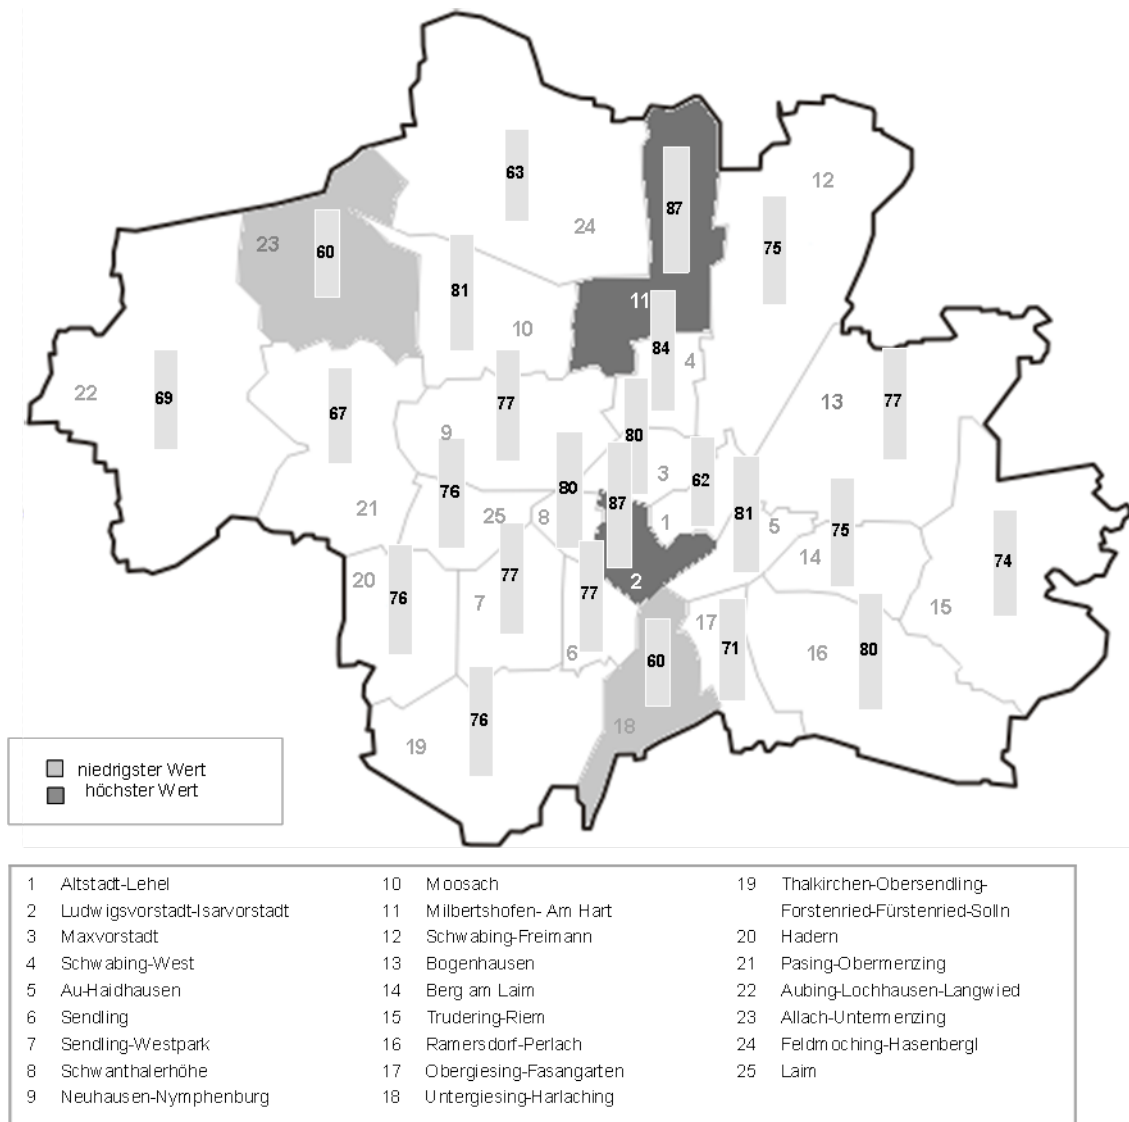 12
63
87
24
23
75
60
81
11
10
84
4
22
69
67
77
13
77
9
80
3
62
76
80
87
81
75
21
25
8
1
5
14
74
20
76
7
77
77
2
15
17
71
6
60
16
80
19
76
18
niedrigster Wert
höchster Wert
1 Altstadt-Lehel
2 Ludwigsvorstadt-Isarvorstadt
3 Maxvorstadt
4 Schwabing-West
5 Au-Haidhausen
6 Sendling
7 Sendling-Westpark
8 Schwanthalerhöhe
9 Neuhausen-Nymphenburg
10 Moosach
11 Milbertshofen- Am Hart
12 Schwabing-Freimann
13 Bogenhausen
14 Berg am Laim
15 Trudering-Riem
16 Ramersdorf-Perlach
17 Obergiesing-Fasangarten
18 Untergiesing-Harlaching
19 Thalkirchen-Obersendling-
Forstenried-Fürstenried-Solln
20 Hadern
21 Pasing-Obermenzing
22 Aubing-Lochhausen-Langwied
23 Allach-Untermenzing
24 Feldmoching-Hasenbergl
25 Laim